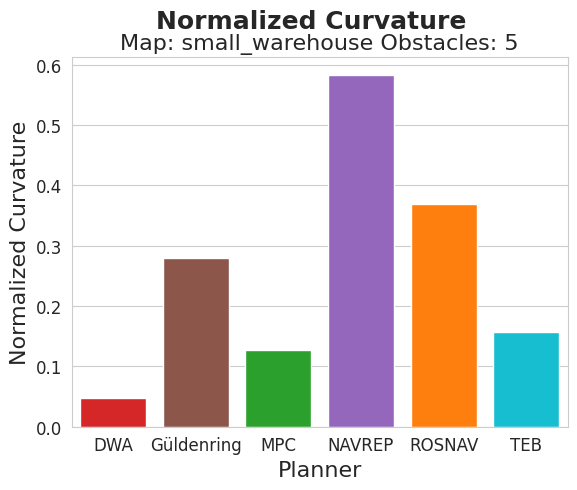 Normalized Curvature
Map: small_warehouse Obstacles: 5
Normalized Curvature
0.6
0.5
0.4
0.3
0.2
0.1
0.0
DWA Güldenring MPC NAVREP ROSNAV TEB
Planner